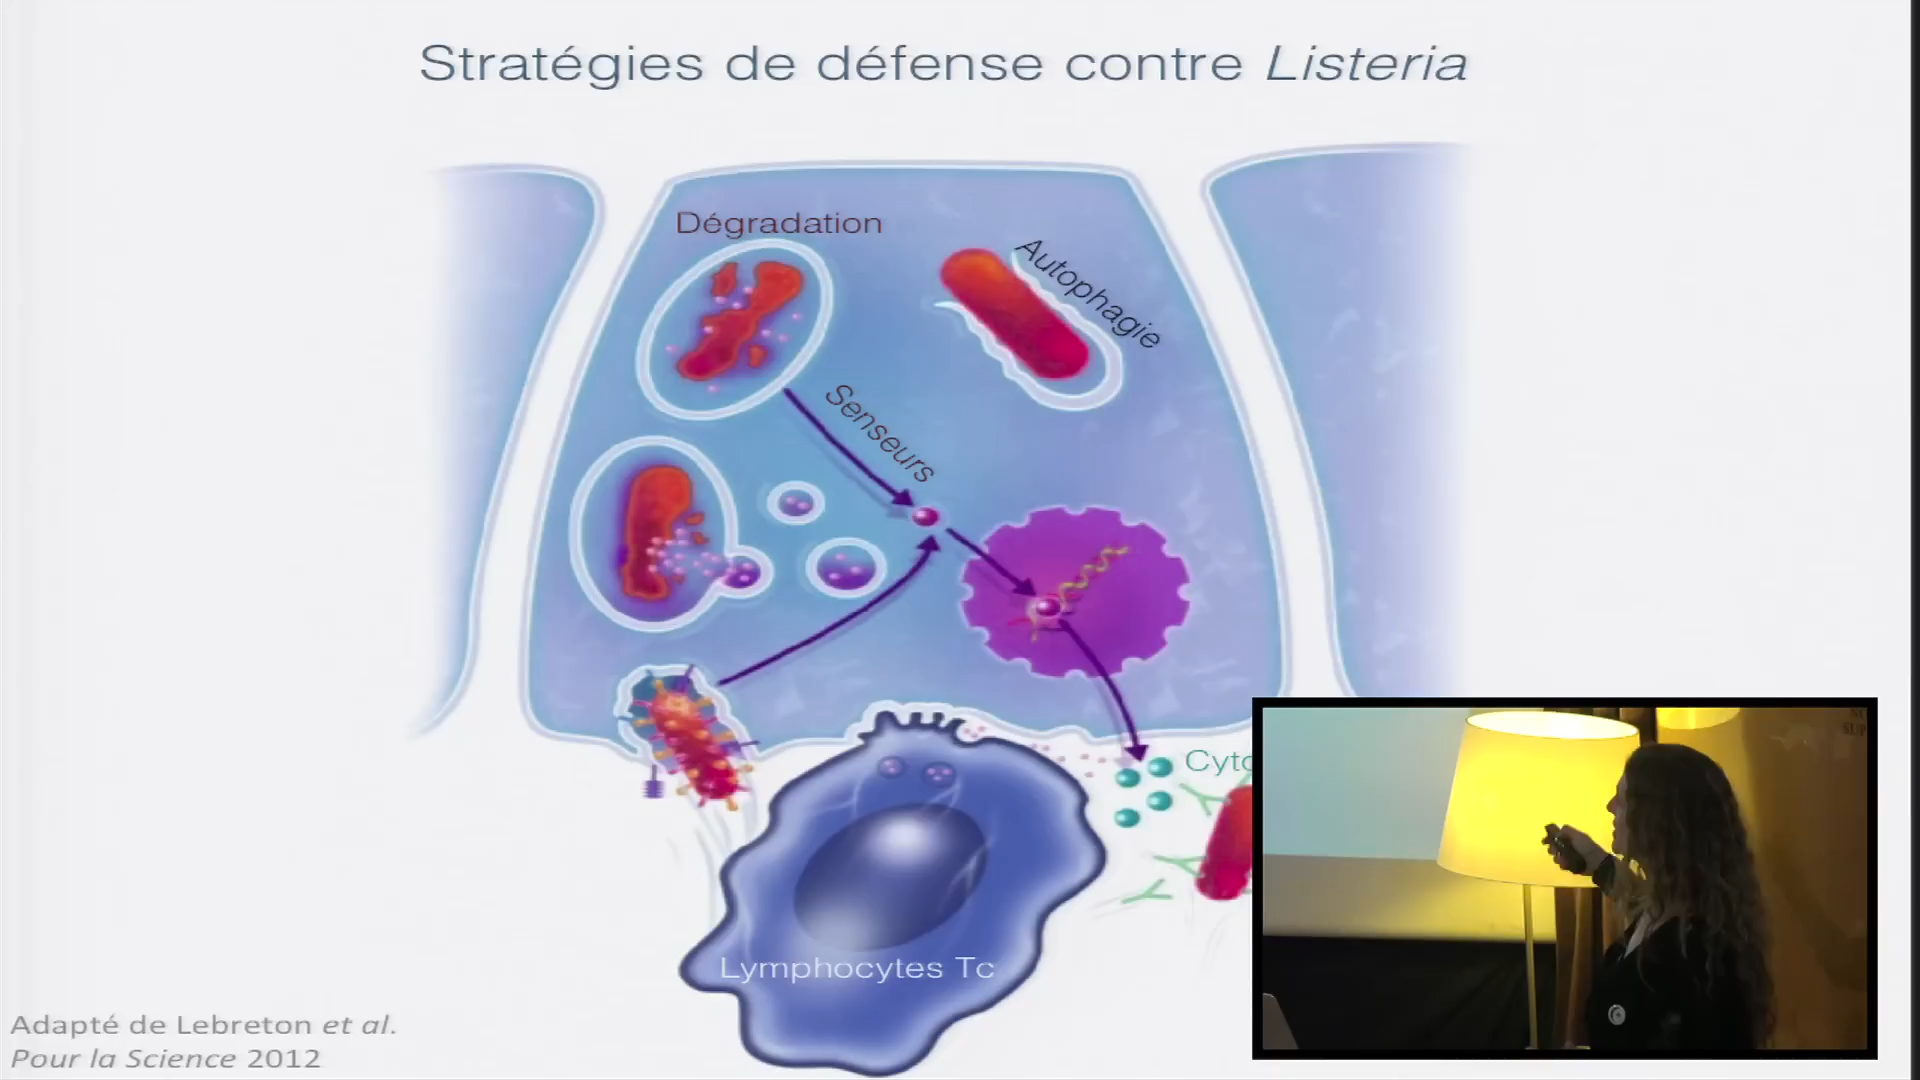 Stratégies de défense contre Listeria
Dégradation
Autophagie
Senseurs
Lymphocytes Tc
Adapté de Lebreton et al.
Pour la Science 2012